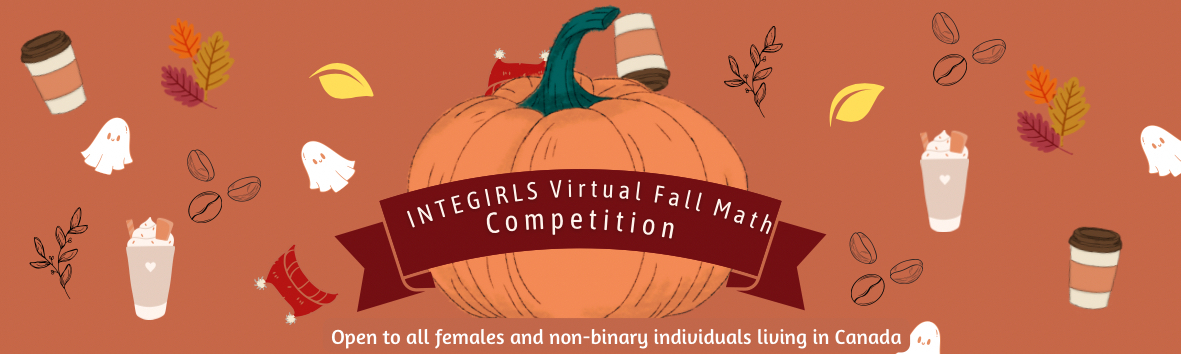 INTEGIRLS Virtual Fall Math
Competition
Open to all females and non-binary individuals living in Canada